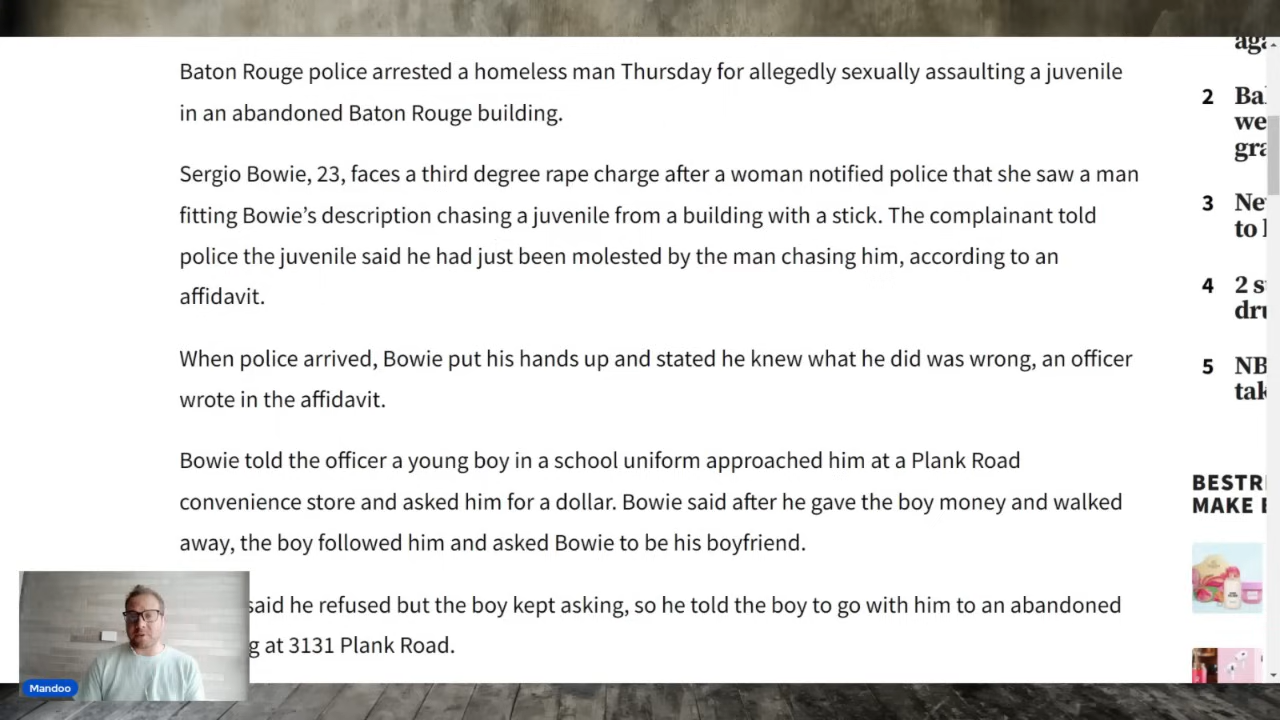 Baton Rouge police arrested a homeless man Thursday for allegedly sexually assaulting a juvenile
in an abandoned Baton Rouge building.
Sergio Bowie, 23, faces a third degree rape charge after a woman notified police that she saw a man
fitting Bowie’s description chasing a juvenile from a building with a stick. The complainant told
police the juvenile said he had just been molested by the man chasing him, according to an
affidavit.
When police arrived, Bowie put his hands up and stated he knew what he did was wrong, an officer
wrote in the affidavit.
Bowie told the officer a young boy in a school uniform approached him at a Plank Road
convenience store and asked him for a dollar. Bowie said after he gave the boy money and walked
away, the boy followed him and asked Bowie to be his boyfriend.
said he refused but the boy kept asking, so he told the boy to go with him to an abandoned
g at 3131 Plank Road.
Mandoo
2
3
to
4 2
5 NB
BESTR
MAKE